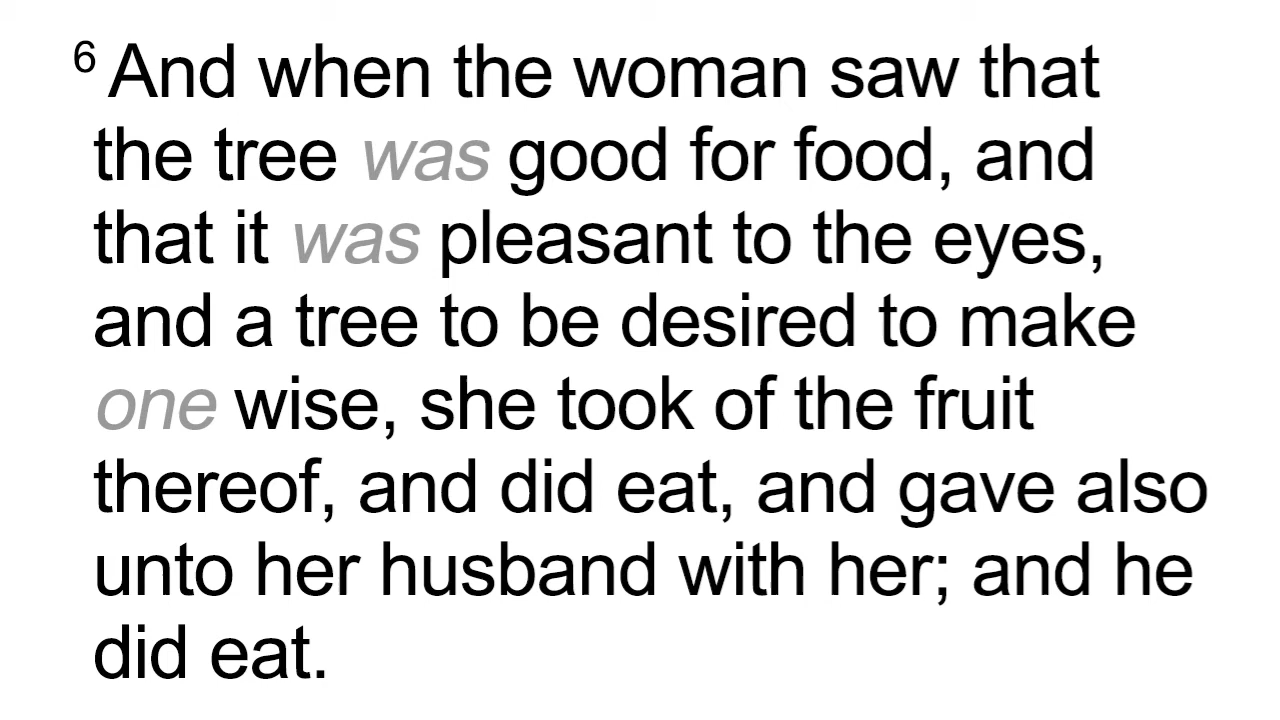 6 And when the woman saw that
the tree was good for food, and
that it was pleasant to the eyes,
and a tree to be desired to make
one wise, she took of the fruit
thereof, and did eat, and gave also
unto her husband with her; and he
did eat.